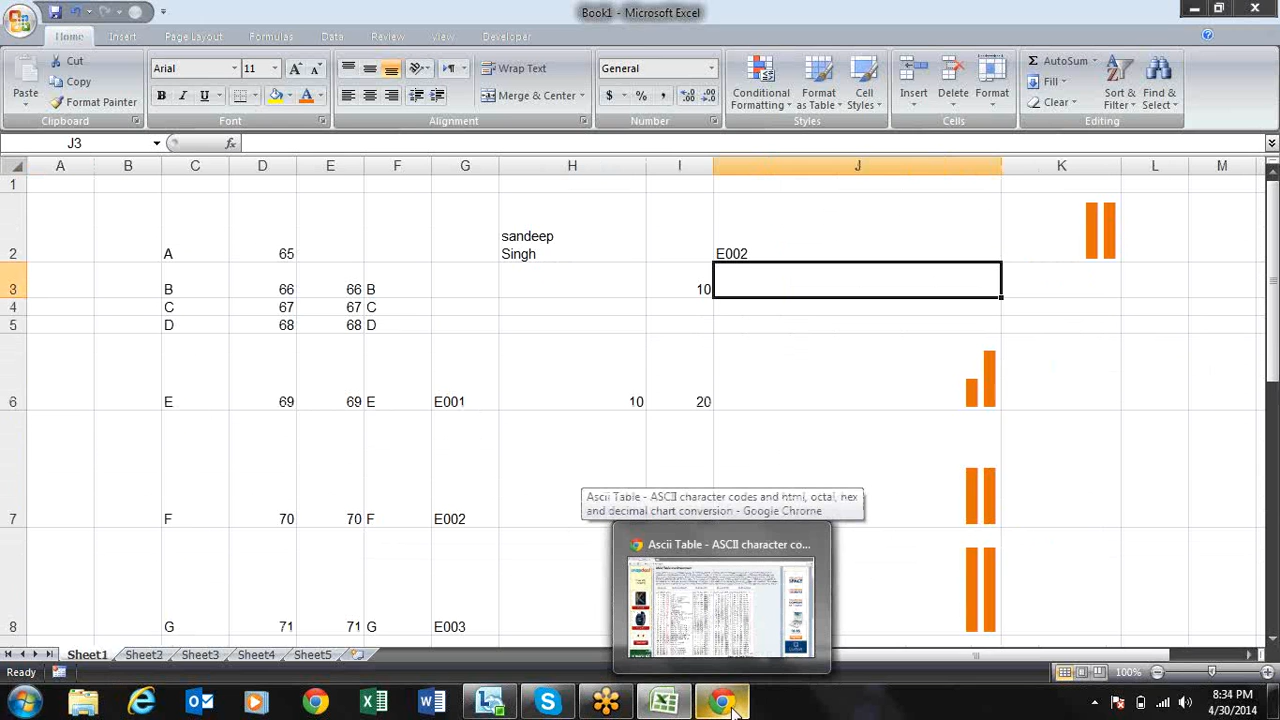 Book1 - Microsoft Excel
Home Insert Page Layout Formulas Data Review View Developer
Paste
Cut
Copy
Format Painter
Clipboard
Arial 11
B I U
Font
Wrap Text
Merge & Center
Alignment
General
$ % ,
Number
Conditional Formatting
Format as Table
Cell Styles
Styles
Insert Delete Format
Cells
AutoSum
Fill
Clear
Sort & Filter
Find & Select
Editing
J3 fx
A B C D E F G H I J K L M
1
2 A 65 sandeep
Singh E002
3 B 66 66 B 10
4 C 67 67 C
5 D 68 68 D
6 E 69 69 E E001 10 20
7 F 70 70 F E002
8 G 71 71 G E003
Ascii Table - ASCII character codes and html, octal, hex
and decimal chart conversion - Google Chrome
Ascii Table - ASCII character co...
Sheet1 Sheet2 Sheet3 Sheet4 Sheet5
Ready 100%
8:34 PM
4/30/2014